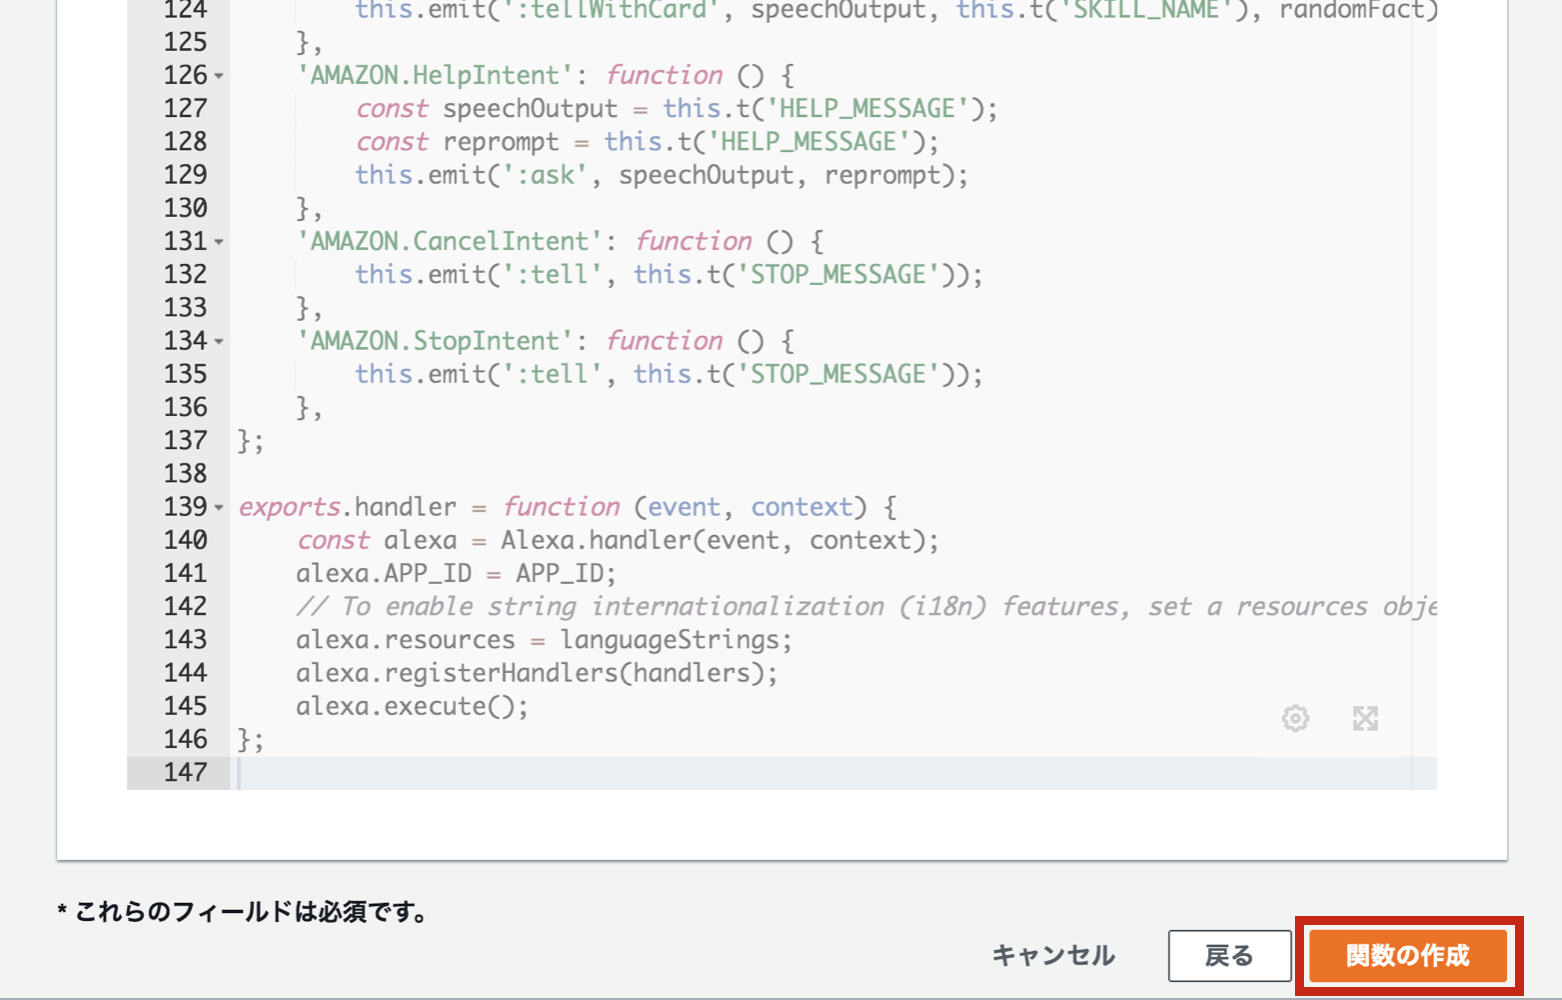 124 this.emit(':tellWithCard', speechOutput, this.t('SKILL_NAME'), randomFact)
125 },
126 'AMAZON.HelpIntent': function () {
127 const speechOutput = this.t('HELP_MESSAGE');
128 const reprompt = this.t('HELP_MESSAGE');
129 this.emit(':ask', speechOutput, reprompt);
130 },
131 'AMAZON.CancelIntent': function () {
132 this.emit(':tell', this.t('STOP_MESSAGE'));
133 },
134 'AMAZON.StopIntent': function () {
135 this.emit(':tell', this.t('STOP_MESSAGE'));
136 },
137 };
138
139 exports.handler = function (event, context) {
140 const alexa = Alexa.handler(event, context);
141 alexa.APP_ID = APP_ID;
142 // To enable string internationalization (i18n) features, set a resources obje
143 alexa.resources = languageStrings;
144 alexa.registerHandlers(handlers);
145 alexa.execute();
146 };
147
* これらのフィールドは必須です。
キャンセル
戻る
関数の作成